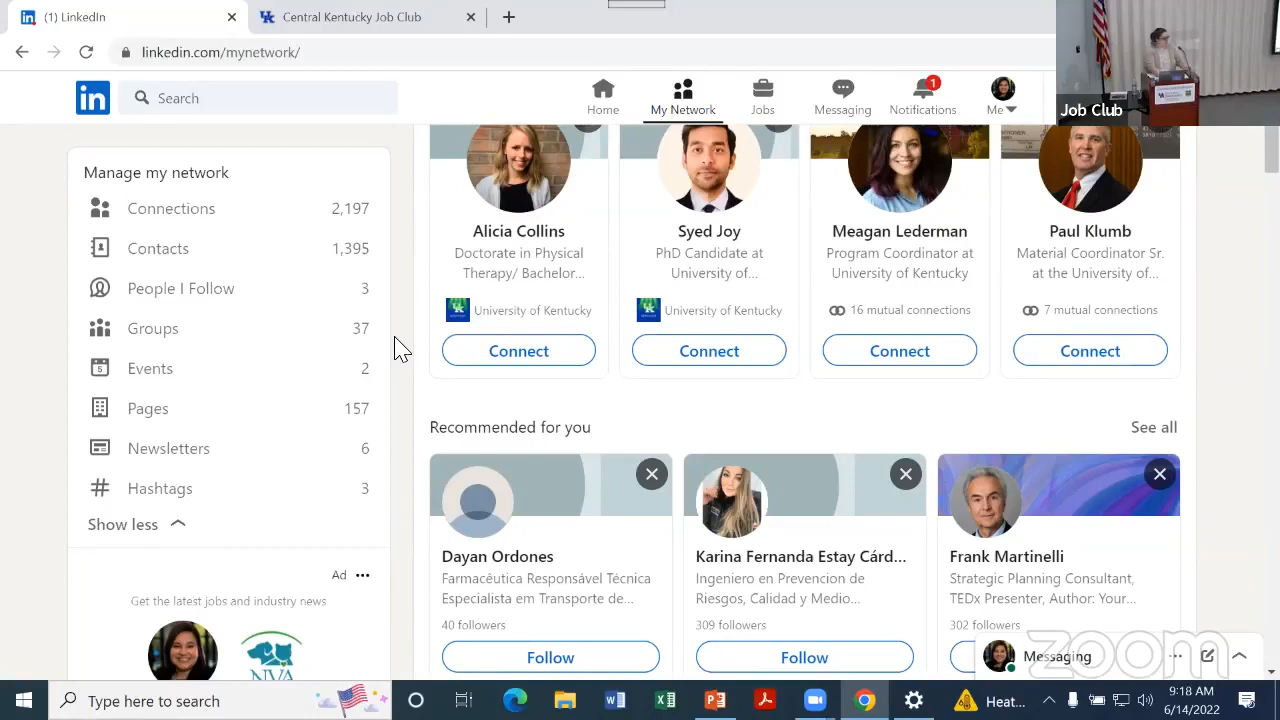 (1) LinkedIn
Central Kentucky Job Club
linkedin.com/mynetwork/
Job Club
in
Search
Home
My Network
Jobs
Messaging
1
Notifications
Me
Manage my network
Connections 2,197
Contacts 1,395
People I Follow 3
Groups 37
Events 2
Pages 157
Newsletters 6
Hashtags 3
Show less
Ad
Get the latest jobs and industry news
NVA
Alicia Collins
Doctorate in Physical
Therapy/ Bachelor...
University of Kentucky
Connect
Syed Joy
PhD Candidate at
University of...
University of Kentucky
Connect
Meagan Lederman
Program Coordinator at
University of Kentucky
16 mutual connections
Connect
Paul Klumb
Material Coordinator Sr.
at the University of...
7 mutual connections
Connect
Recommended for you
See all
Dayan Ordones
Farmacêutica Responsável Técnica
Especialista em Transporte de...
40 followers
Follow
Karina Fernanda Estay Cárd...
Ingeniero en Prevencion de
Riesgos, Calidad y Medio...
309 followers
Follow
Frank Martinelli
Strategic Planning Consultant,
TEDx Presenter, Author: Your...
302 followers
Messaging
zoom
Type here to search
Heat...
9:18 AM
6/14/2022